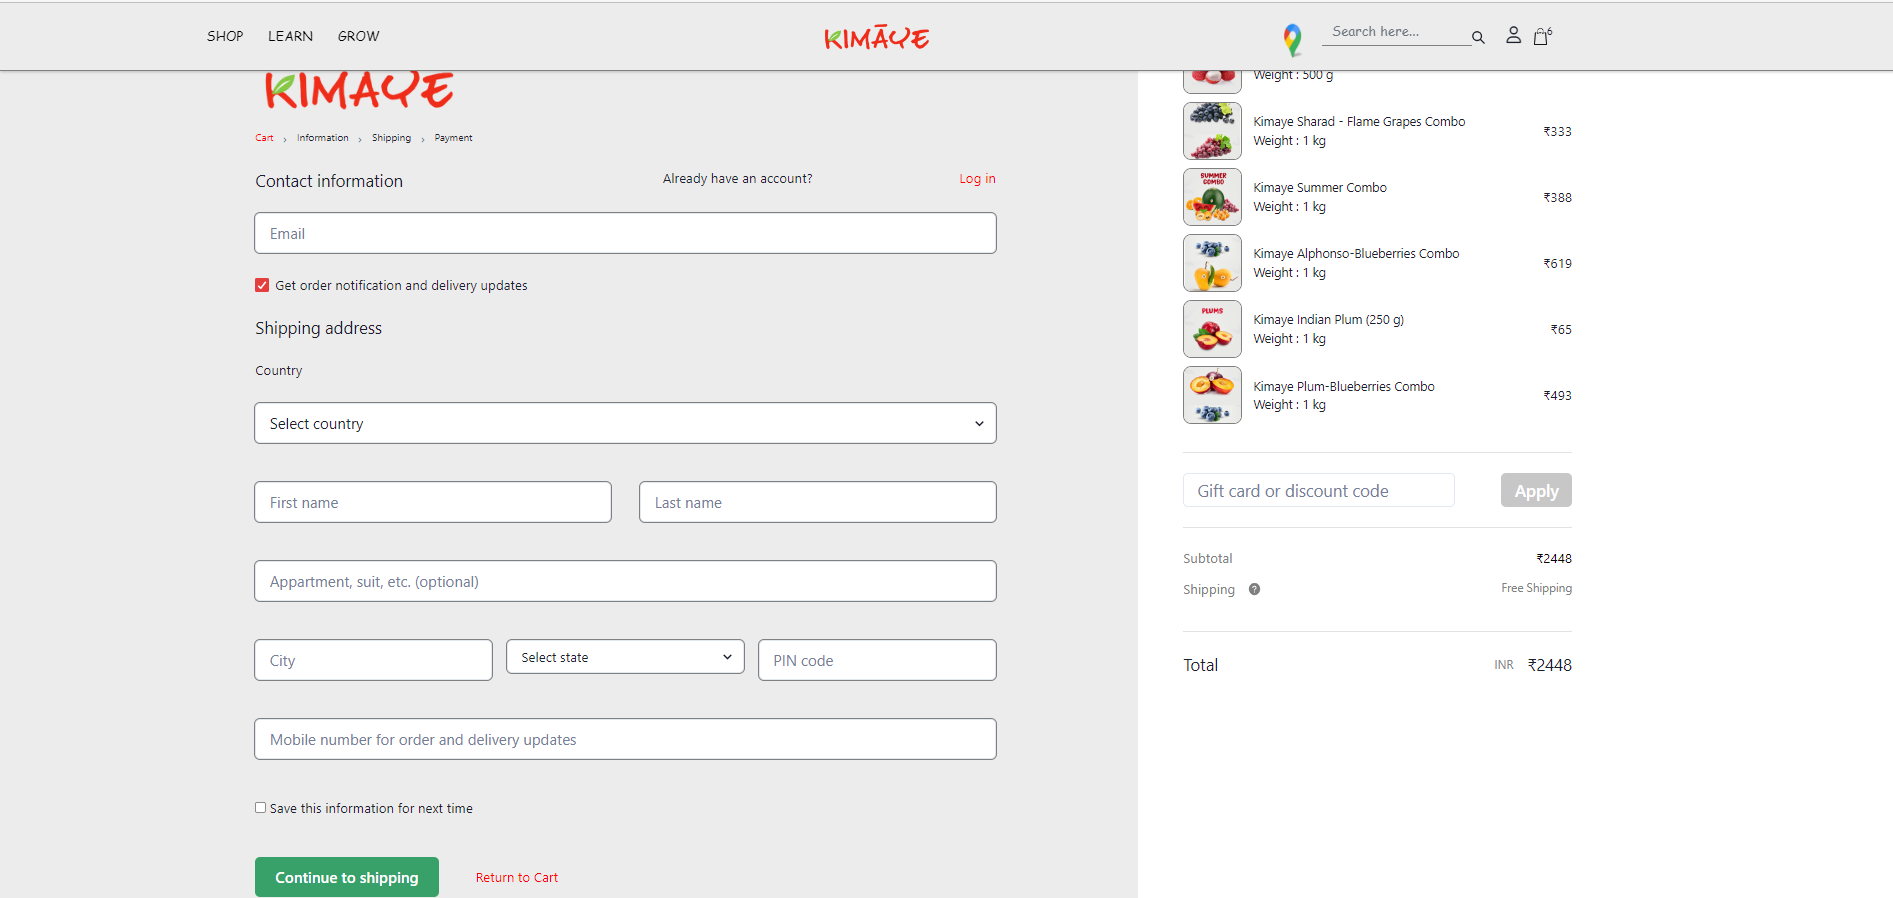 SHOP LEARN GROW
KIMĀYE
Search here...
6
KIMAYE
Cart › Information › Shipping › Payment
Contact information
Already have an account?
Log in
Email
Get order notification and delivery updates
Shipping address
Country
Select country
First name
Last name
Appartment, suit, etc. (optional)
City
Select state
PIN code
Mobile number for order and delivery updates
Save this information for next time
Continue to shipping
Return to Cart
Weight : 500 g
Kimaye Sharad - Flame Grapes Combo
Weight : 1 kg
₹333
SUMMER
COMBO
Kimaye Summer Combo
Weight : 1 kg
₹388
Kimaye Alphonso-Blueberries Combo
Weight : 1 kg
₹619
PLUMS
Kimaye Indian Plum (250 g)
Weight : 1 kg
₹65
Kimaye Plum-Blueberries Combo
Weight : 1 kg
₹493
Gift card or discount code
Apply
Subtotal
₹2448
Shipping ?
Free Shipping
Total
INR ₹2448